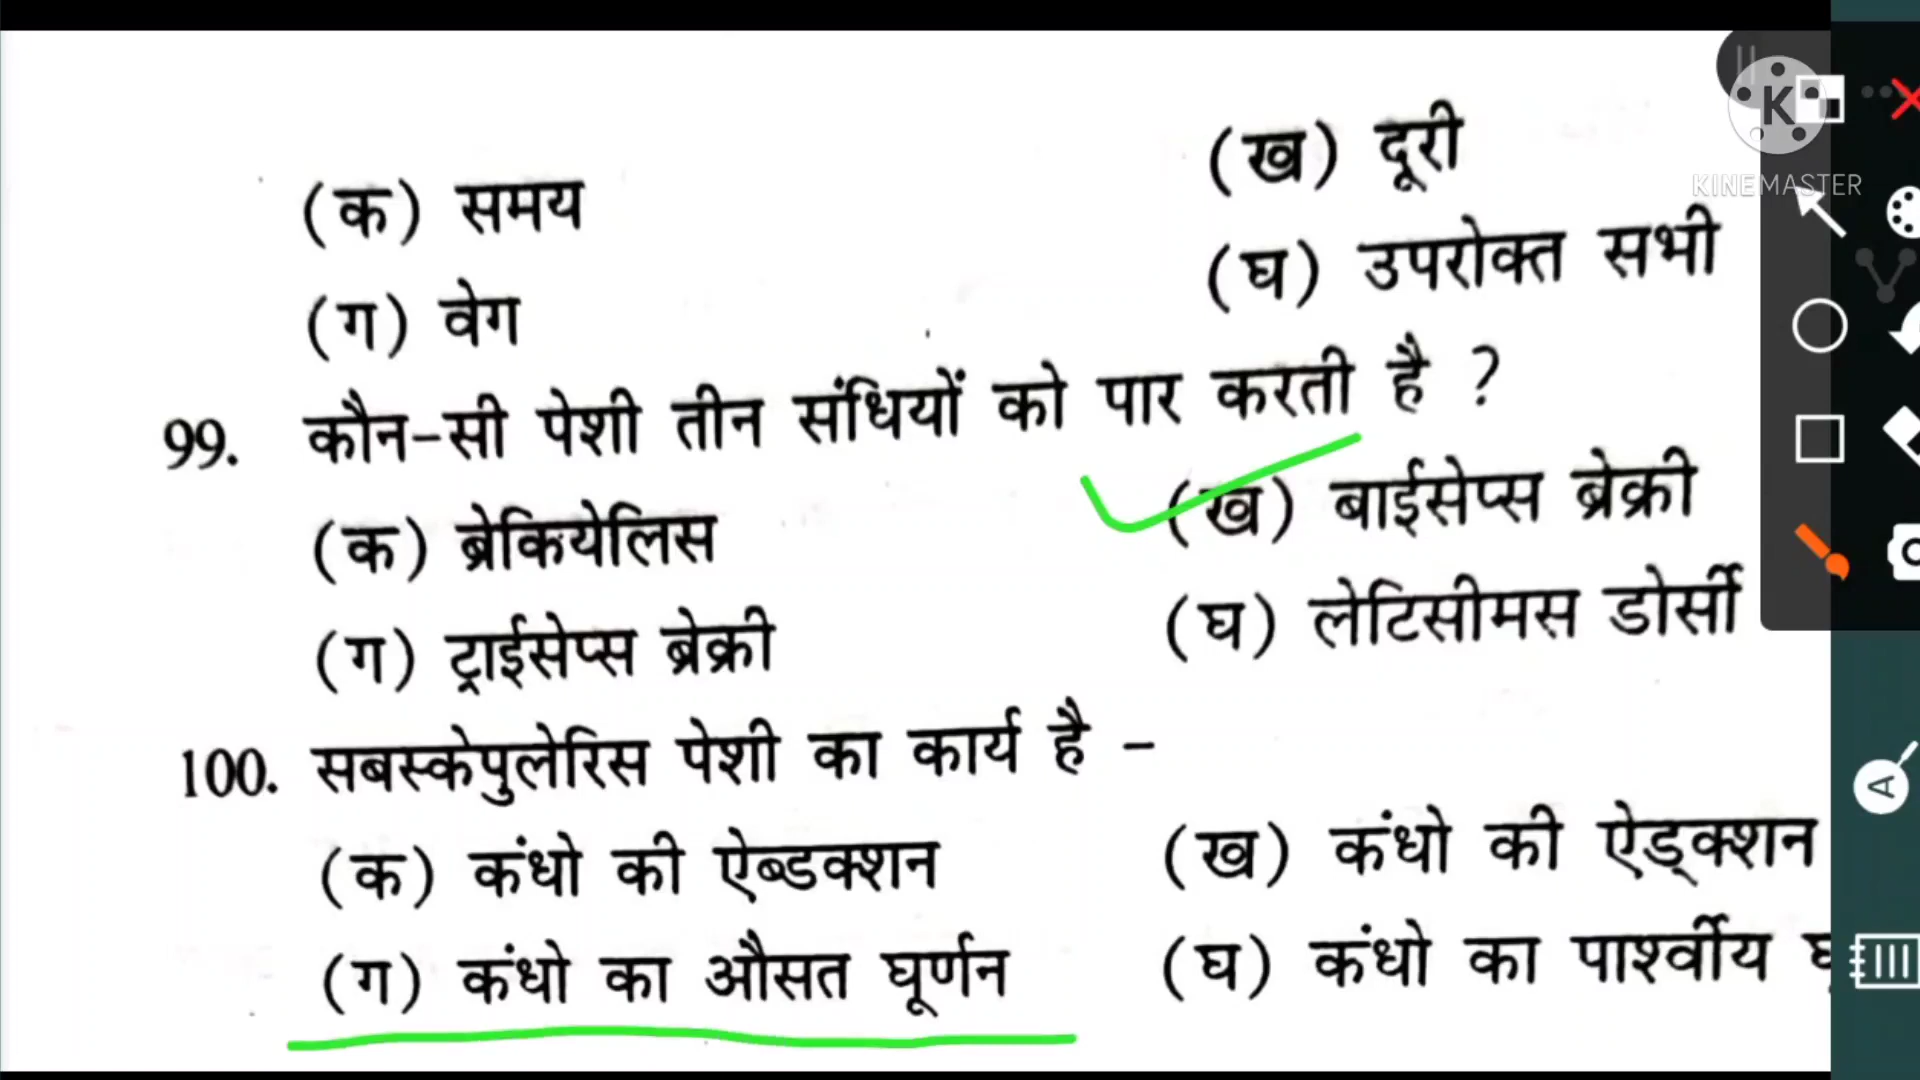 (क) समय (ख) दूरी
(ग) वेग (घ) उपरोक्त सभी
99. कौन-सी पेशी तीन संधियों को पार करती है ?
(क) ब्रेकियेलिस (ख) बाईसेप्स ब्रेक्री
(ग) ट्राईसेप्स ब्रेक्री (घ) लेटिसीमस डोर्सी
100. सबस्केपुलेरिस पेशी का कार्य है -
(क) कंधो की ऐब्डक्शन (ख) कंधो की ऐड्क्शन
(ग) कंधो का औसत घूर्णन (घ) कंधो का पार्श्वीय
K
KINEMASTER
A